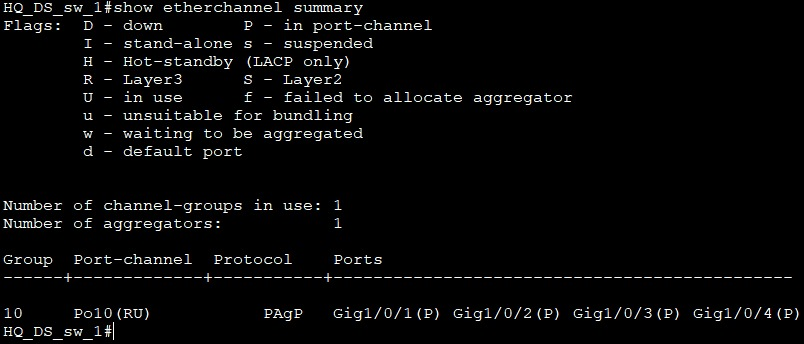 HQ_DS_sw_1#show etherchannel summary
Flags:  D - down        P - in port-channel
        I - stand-alone s - suspended
        H - Hot-standby (LACP only)
        R - Layer3      S - Layer2
        U - in use      f - failed to allocate aggregator
        u - unsuitable for bundling
        w - waiting to be aggregated
        d - default port
Number of channel-groups in use: 1
Number of aggregators:           1
Group  Port-channel  Protocol    Ports
------+-------------+-----------+----------------------------------------------
10     Po10(RU)           PAgP   Gig1/0/1(P) Gig1/0/2(P) Gig1/0/3(P) Gig1/0/4(P)
HQ_DS_sw_1#